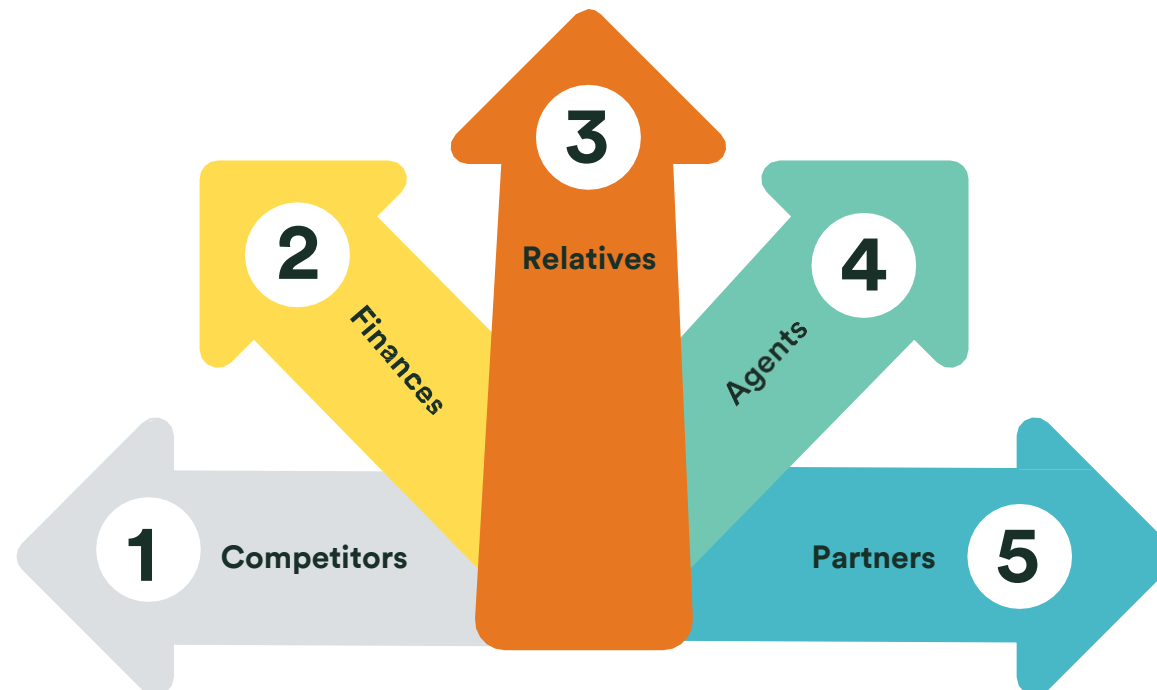 3
2
4
Relatives
Finances
Agents
1
Competitors
Partners
5